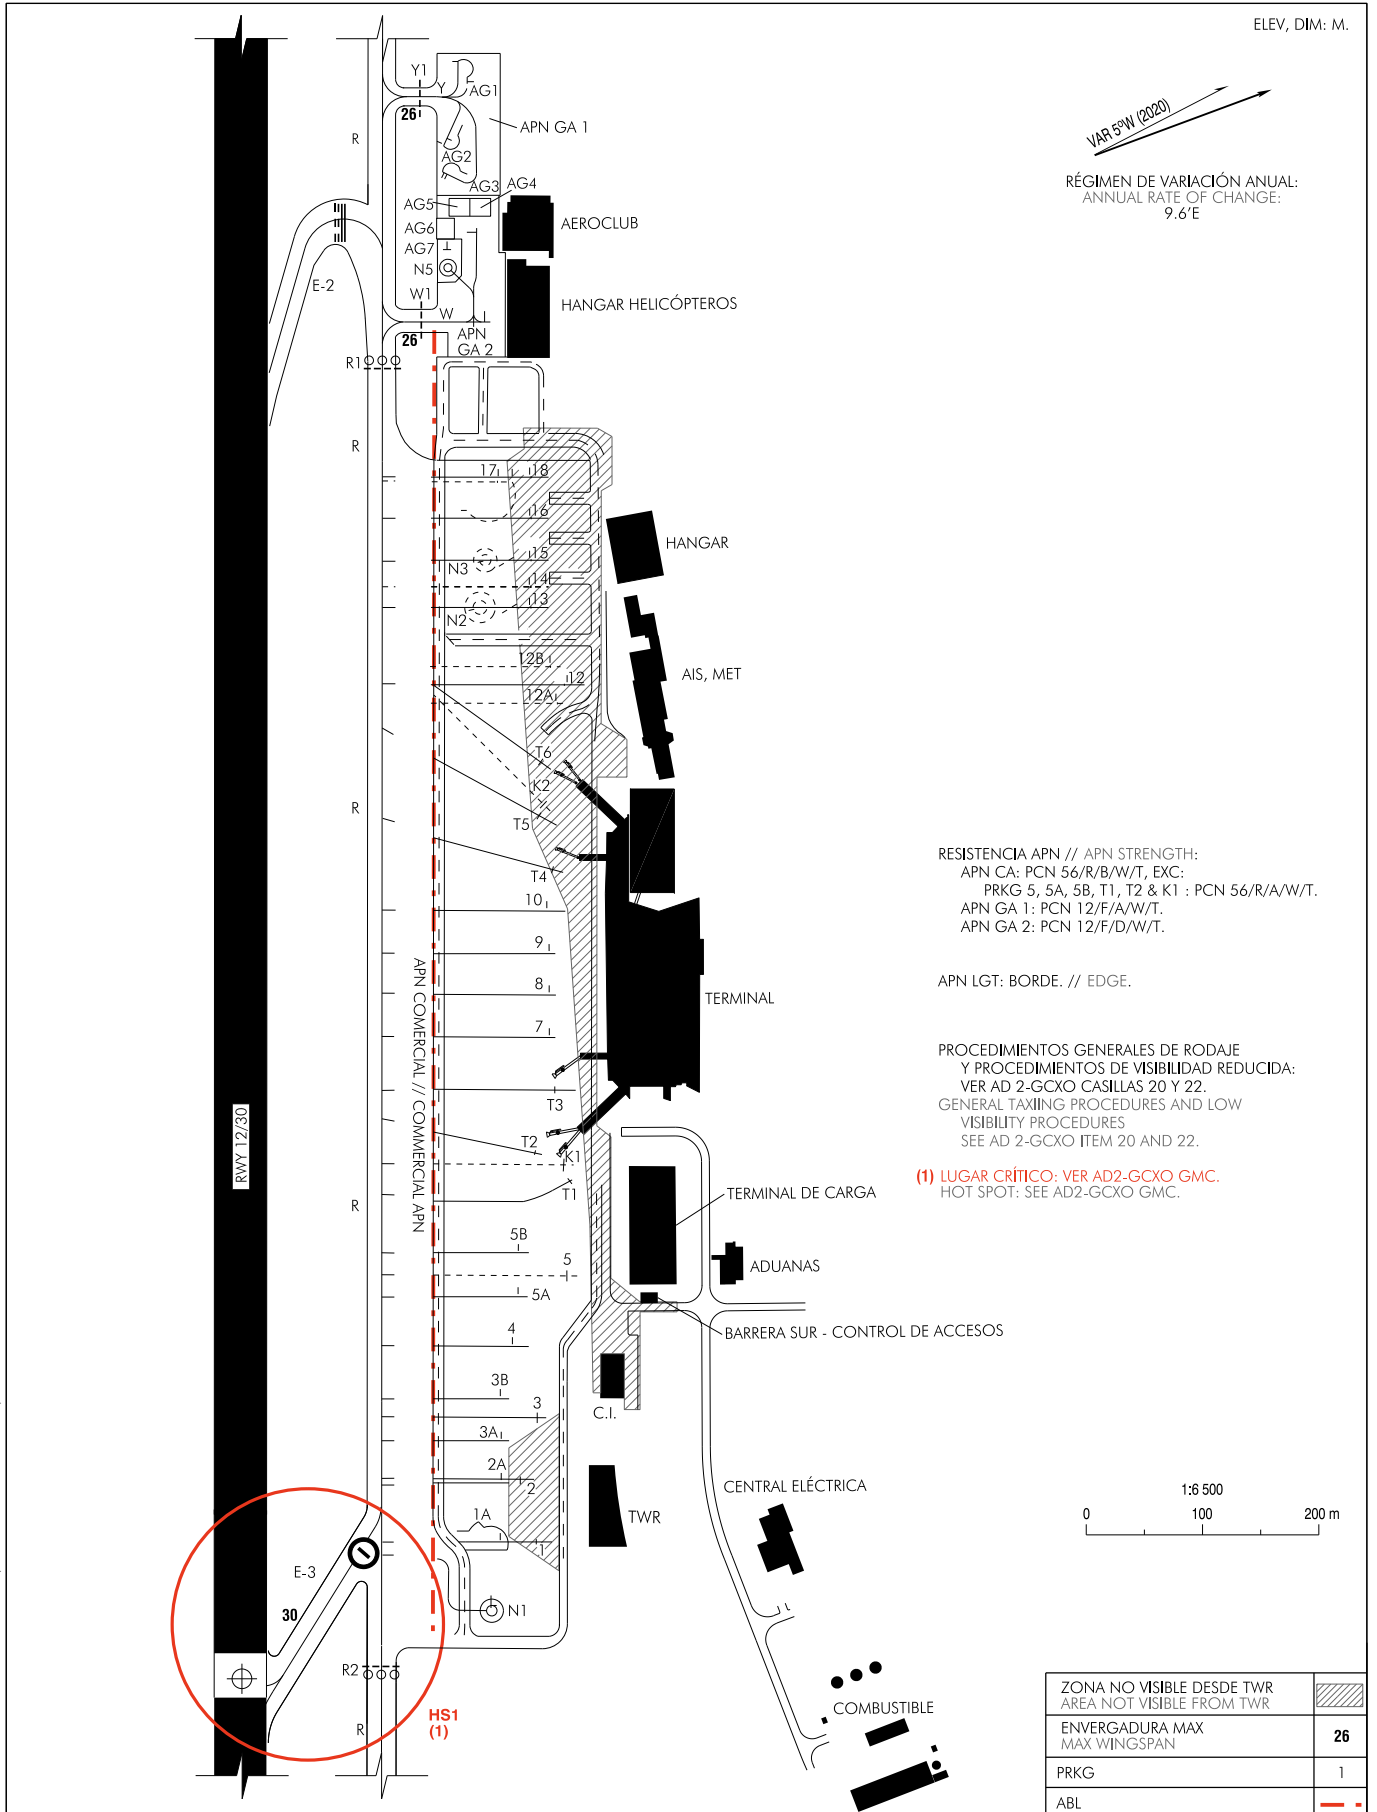 ELEV, DIM: M.
VAR 5ºW (2020)
RÉGIMEN DE VARIACIÓN ANUAL:
ANNUAL RATE OF CHANGE:
9.6'E
Y1
Y
AG1
26
APN GA 1
R
AG2
AG3
AG4
AG5
AG6
AEROCLUB
AG7
N5
E-2
W1
W
HANGAR HELICÓPTEROS
26
APN
GA 2
R1
R
17
18
16
HANGAR
15
N3
14
13
N2
12B
12
AIS, MET
12A
T6
K2
R
T5
T4
10
9
8
7
APN COMERCIAL // COMMERCIAL APN
TERMINAL
T3
RWY 12/30
T2
K1
T1
R
TERMINAL DE CARGA
5B
5
ADUANAS
5A
4
BARRERA SUR - CONTROL DE ACCESOS
3B
3
C.I.
3A
2A
2
CENTRAL ELÉCTRICA
1A
TWR
1
E-3
30
N1
R2
R
HS1
(1)
COMBUSTIBLE
RESISTENCIA APN // APN STRENGTH:
APN CA: PCN 56/R/B/W/T, EXC:
PRKG 5, 5A, 5B, T1, T2 & K1 : PCN 56/R/A/W/T.
APN GA 1: PCN 12/F/A/W/T.
APN GA 2: PCN 12/F/D/W/T.
APN LGT: BORDE. // EDGE.
PROCEDIMIENTOS GENERALES DE RODAJE
Y PROCEDIMIENTOS DE VISIBILIDAD REDUCIDA:
VER AD 2-GCXO CASILLAS 20 Y 22.
GENERAL TAXIING PROCEDURES AND LOW
VISIBILITY PROCEDURES
SEE AD 2-GCXO ITEM 20 AND 22.
(1) LUGAR CRÍTICO: VER AD2-GCXO GMC.
HOT SPOT: SEE AD2-GCXO GMC.
1:6 500
0 100 200 m
ZONA NO VISIBLE DESDE TWR
AREA NOT VISIBLE FROM TWR
ENVERGADURA MAX 26
MAX WINGSPAN
PRKG 1
ABL